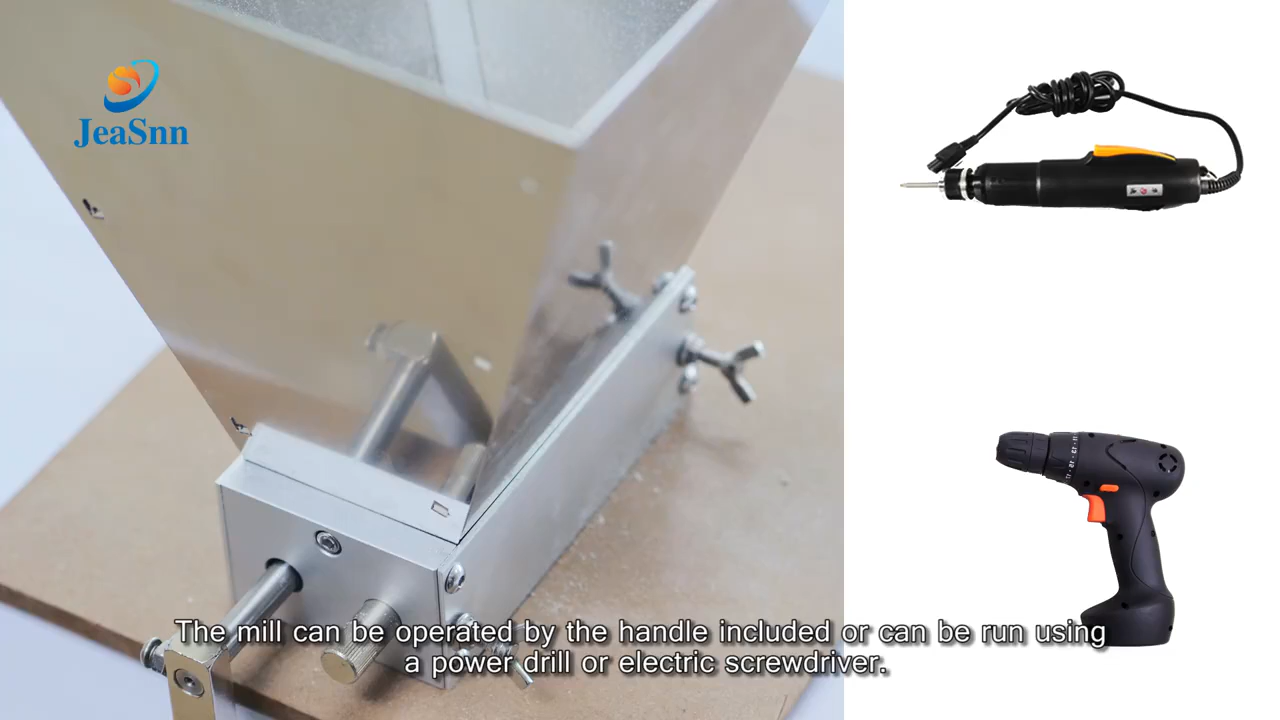 JeaSnn
The mill can be operated by the handle included or can be run using
a power drill or electric screwdriver.